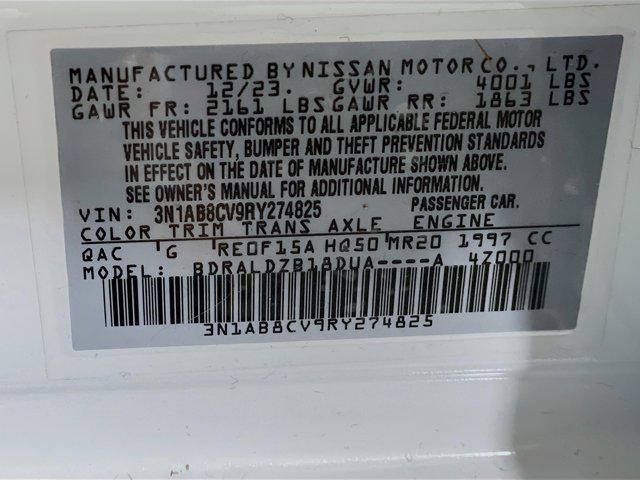 MANUFACTURED BY NISSAN MOTOR CO., LTD.
DATE: 12/23. GVWR: 4001 LBS
GAWR FR: 2161 LBS GAWR RR: 1863 LBS
THIS VEHICLE CONFORMS TO ALL APPLICABLE FEDERAL MOTOR
VEHICLE SAFETY, BUMPER AND THEFT PREVENTION STANDARDS
IN EFFECT ON THE DATE OF MANUFACTURE SHOWN ABOVE.
SEE OWNER'S MANUAL FOR ADDITIONAL INFORMATION.
VIN: 3N1AB8CV9RY274825 PASSENGER CAR.
COLOR TRIM TRANS AXLE ENGINE
QAC G RE0F15A HQ50 MR20 1997 CC
MODEL: BDRALDZB18DUA----A 4Z000
3N1AB8CV9RY274825